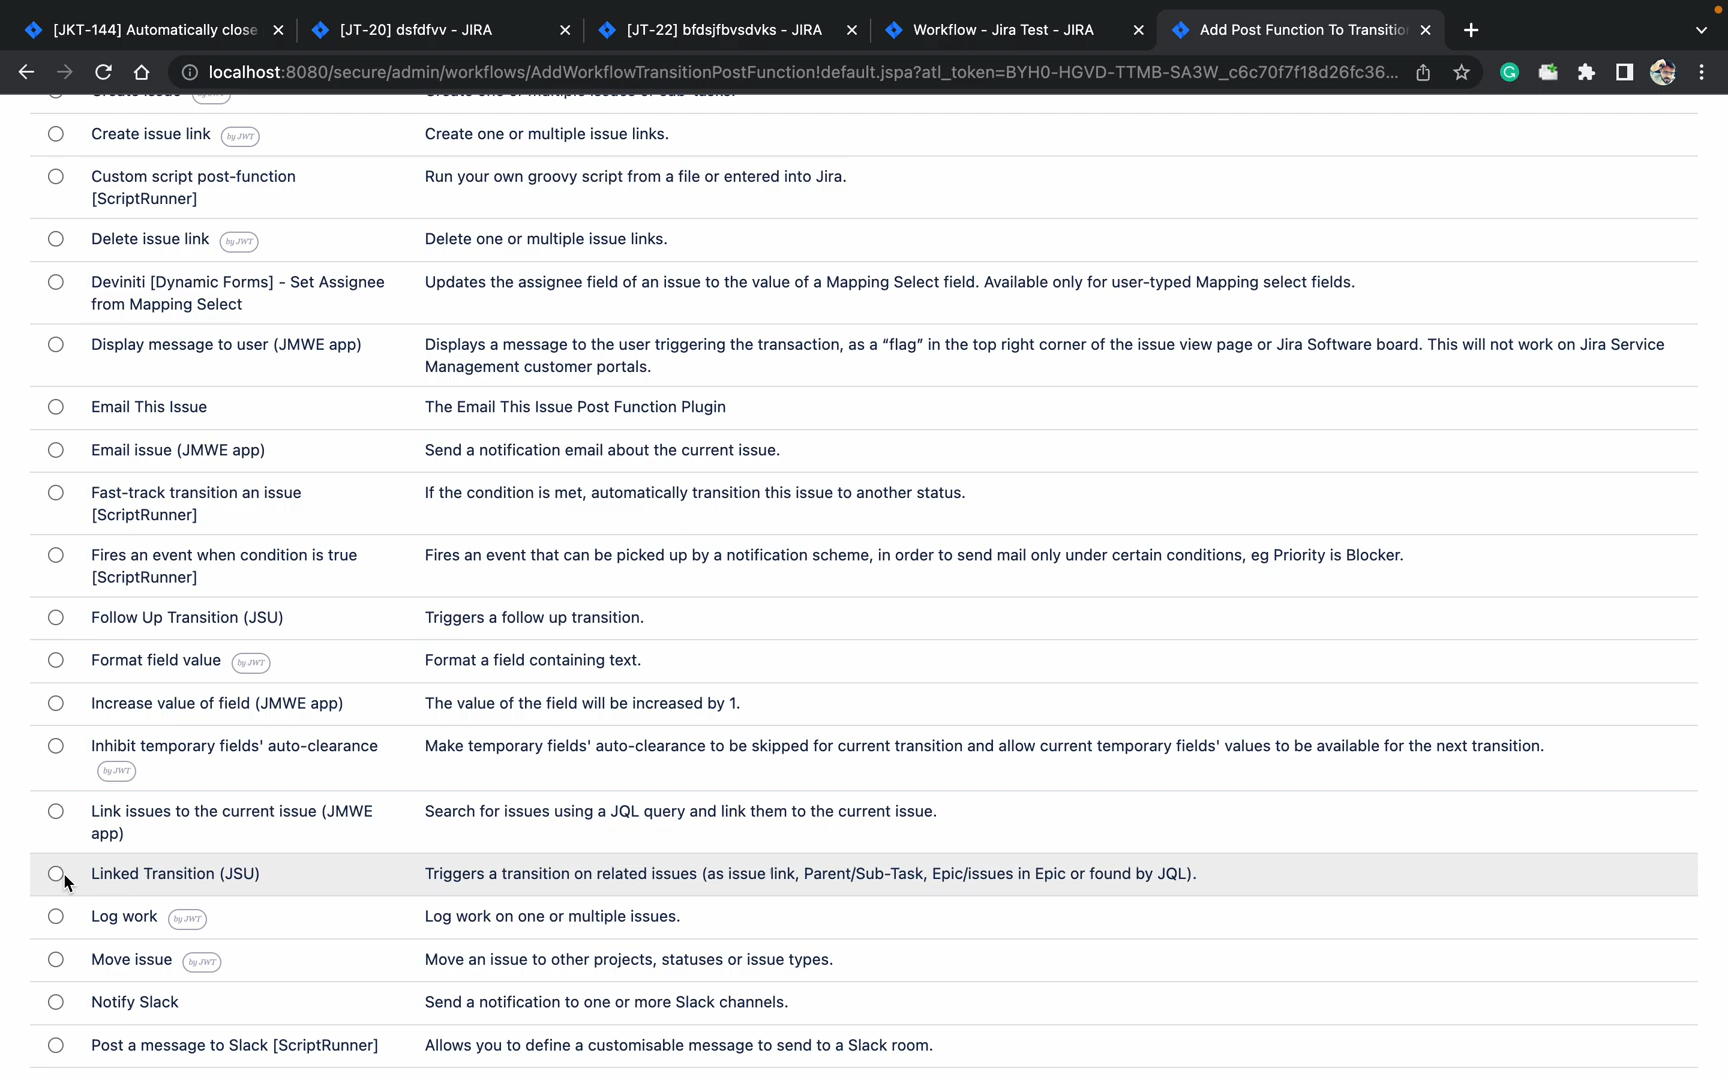 [JKT-144] Automatically close
[JT-20] dsfdfvv - JIRA
[JT-22] bfdsjfbvsdvks - JIRA
Workflow - Jira Test - JIRA
Add Post Function To Transitio
localhost:8080/secure/admin/workflows/AddWorkflowTransitionPostFunction!default.jspa?atl_token=BYH0-HGVD-TTMB-SA3W_c6c70f7f18d26fc36...
Create issue link by JWT Create one or multiple issue links.
Custom script post-function Run your own groovy script from a file or entered into Jira.
[ScriptRunner]
Delete issue link by JWT Delete one or multiple issue links.
Deviniti [Dynamic Forms] - Set Assignee Updates the assignee field of an issue to the value of a Mapping Select field. Available only for user-typed Mapping select fields.
from Mapping Select
Display message to user (JMWE app) Displays a message to the user triggering the transaction, as a “flag” in the top right corner of the issue view page or Jira Software board. This will not work on Jira Service
Management customer portals.
Email This Issue The Email This Issue Post Function Plugin
Email issue (JMWE app) Send a notification email about the current issue.
Fast-track transition an issue If the condition is met, automatically transition this issue to another status.
[ScriptRunner]
Fires an event when condition is true Fires an event that can be picked up by a notification scheme, in order to send mail only under certain conditions, eg Priority is Blocker.
[ScriptRunner]
Follow Up Transition (JSU) Triggers a follow up transition.
Format field value by JWT Format a field containing text.
Increase value of field (JMWE app) The value of the field will be increased by 1.
Inhibit temporary fields' auto-clearance Make temporary fields' auto-clearance to be skipped for current transition and allow current temporary fields' values to be available for the next transition.
by JWT
Link issues to the current issue (JMWE Search for issues using a JQL query and link them to the current issue.
app)
Linked Transition (JSU) Triggers a transition on related issues (as issue link, Parent/Sub-Task, Epic/issues in Epic or found by JQL).
Log work by JWT Log work on one or multiple issues.
Move issue by JWT Move an issue to other projects, statuses or issue types.
Notify Slack Send a notification to one or more Slack channels.
Post a message to Slack [ScriptRunner] Allows you to define a customisable message to send to a Slack room.